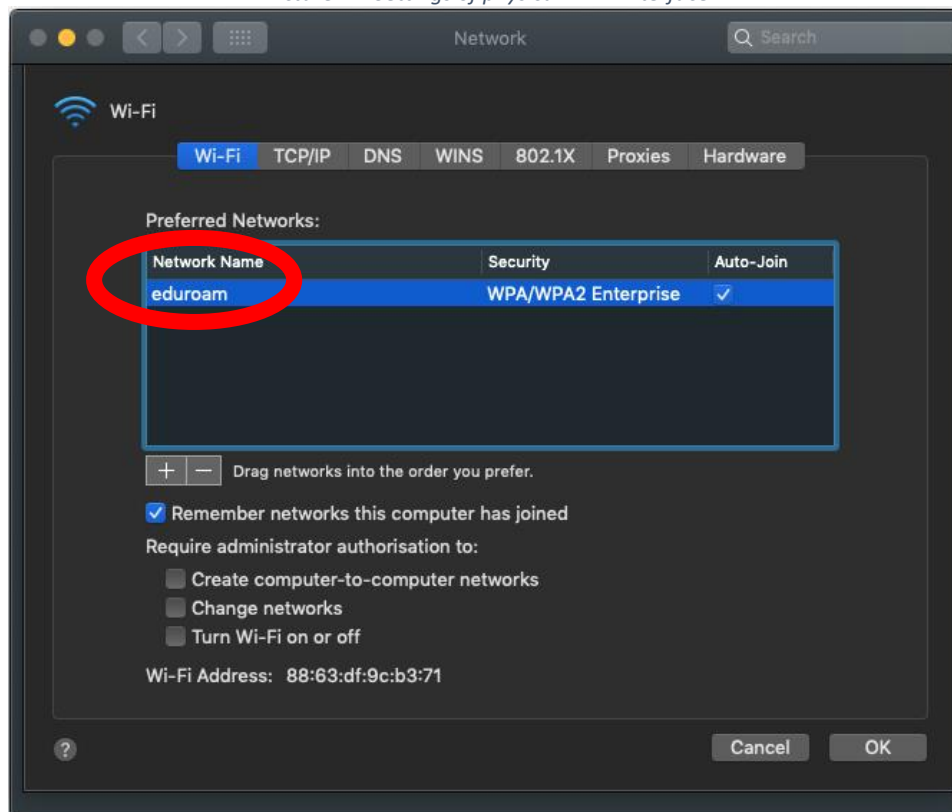 Network
Search
Wi-Fi
Wi-Fi TCP/IP DNS WINS 802.1X Proxies Hardware
Preferred Networks:
Network Name Security Auto-Join
eduroam WPA/WPA2 Enterprise
Drag networks into the order you prefer.
Remember networks this computer has joined
Require administrator authorisation to:
Create computer-to-computer networks
Change networks
Turn Wi-Fi on or off
Wi-Fi Address: 88:63:df:9c:b3:71
? Cancel OK